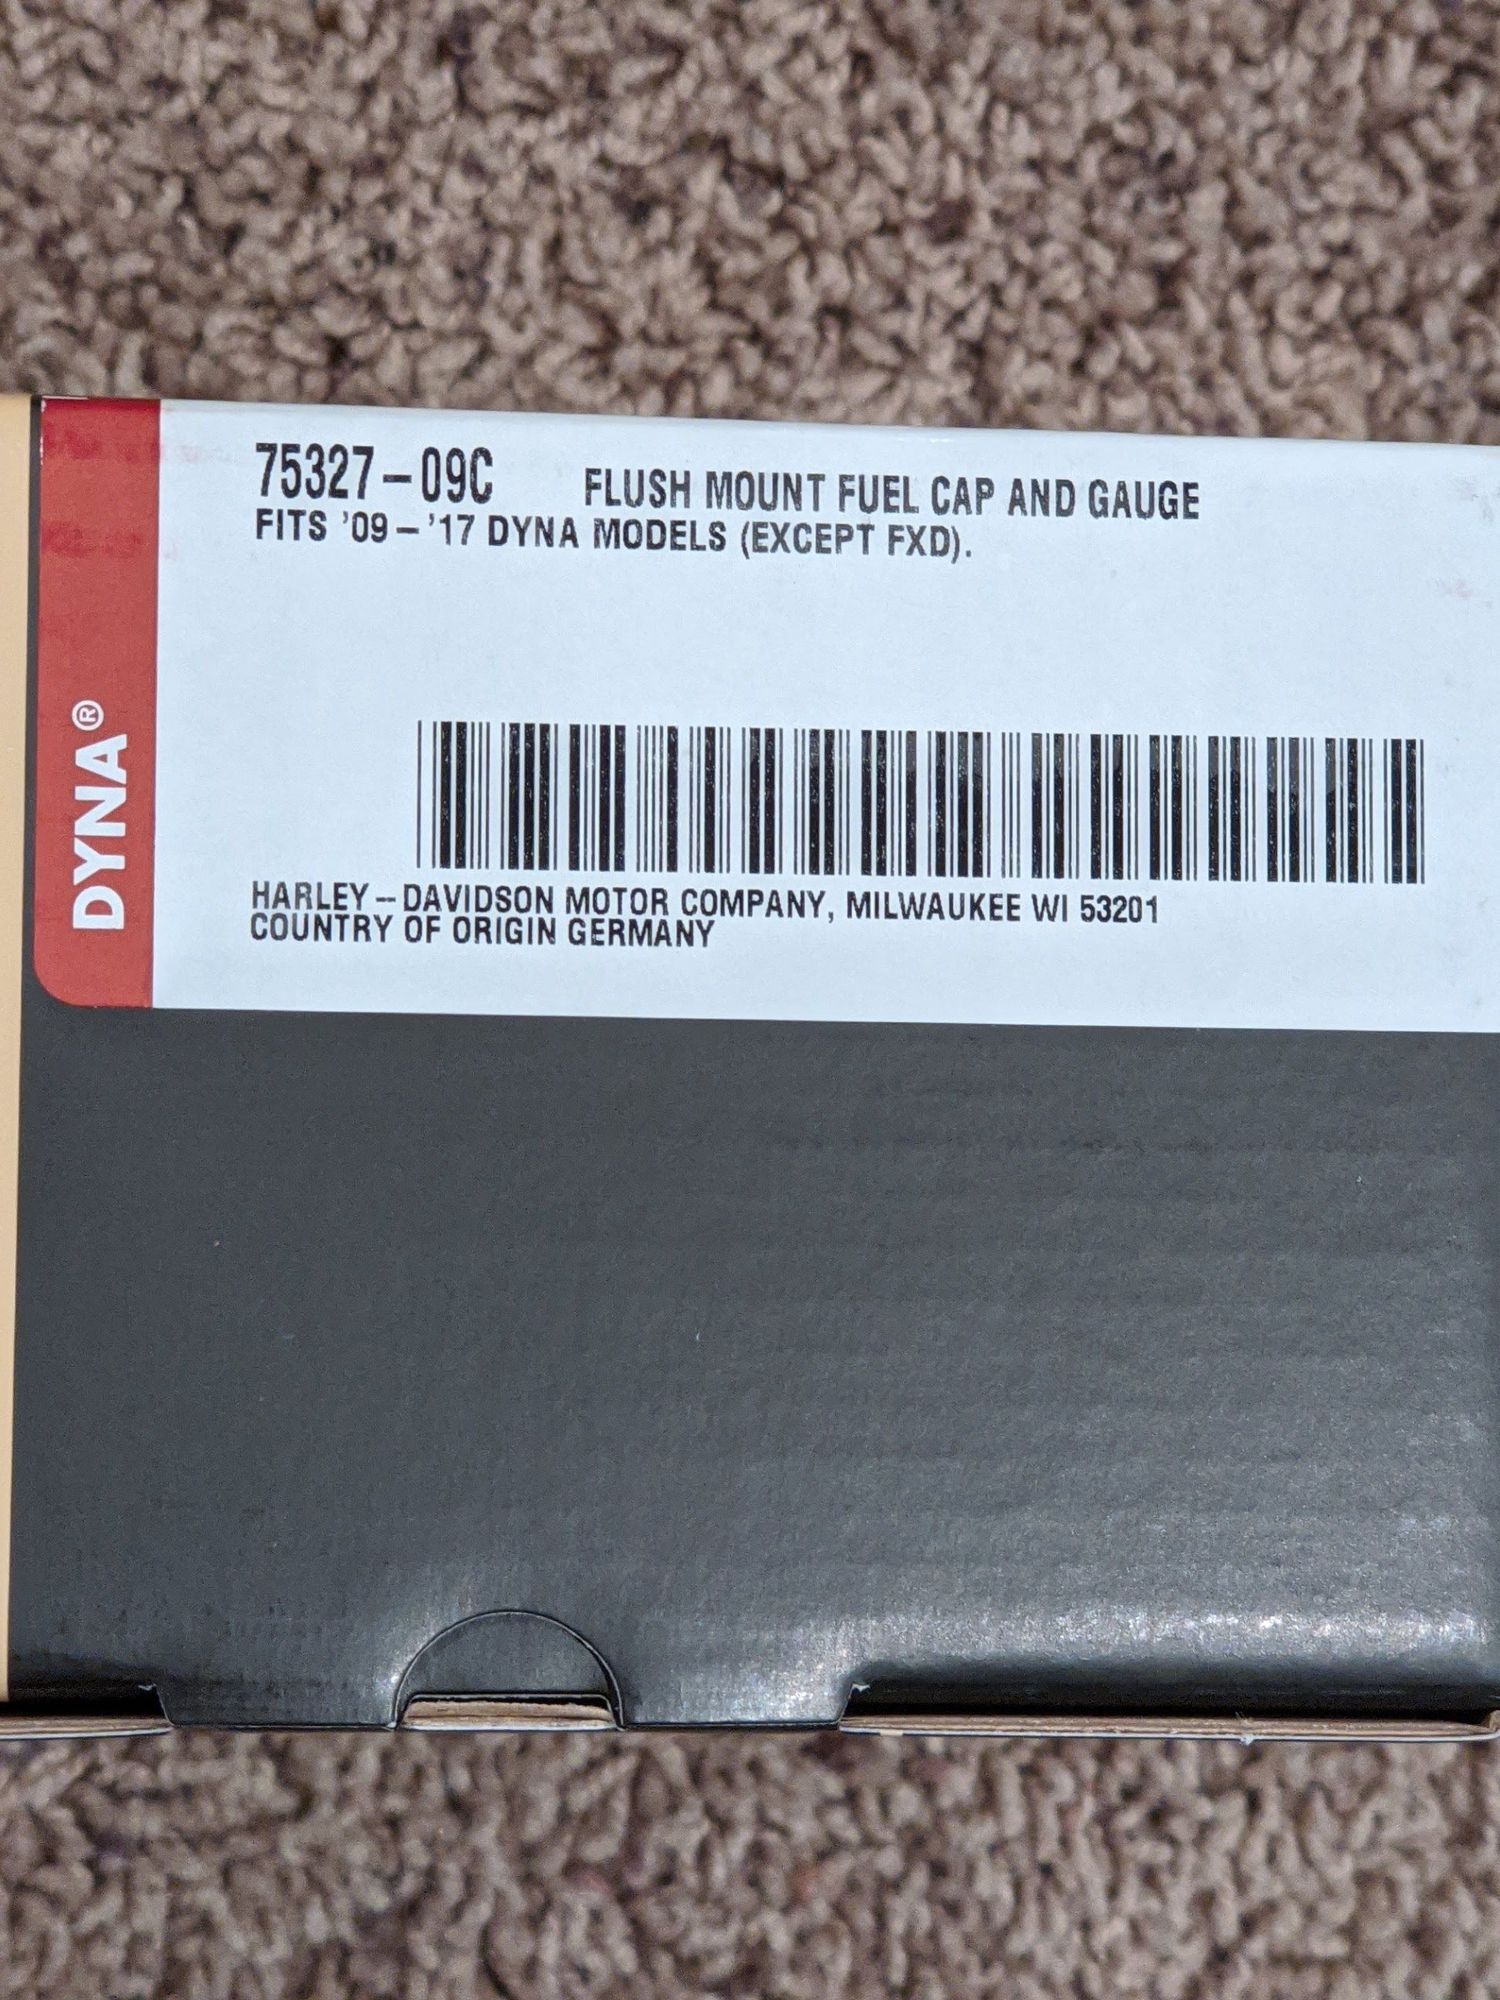 75327-09C FLUSH MOUNT FUEL CAP AND GAUGE
FITS '09-'17 DYNA MODELS (EXCEPT FXD).
DYNA®
HARLEY-DAVIDSON MOTOR COMPANY, MILWAUKEE WI 53201
COUNTRY OF ORIGIN GERMANY